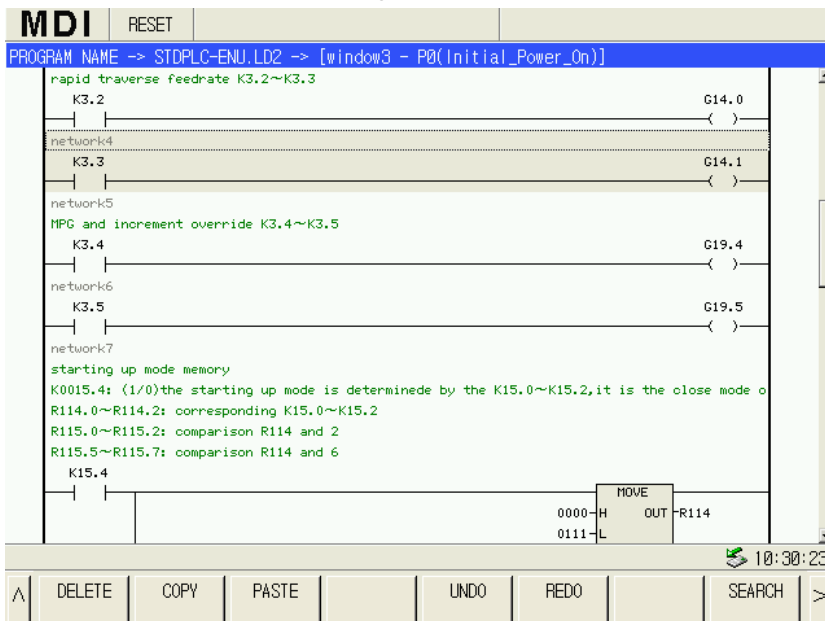 MDI RESET
PROGRAM NAME -> STDPLC-ENU.LD2 -> [window3 - P0(Initial_Power_On)]
rapid traverse feedrate K3.2~K3.3
K3.2 G14.0
network4
K3.3 G14.1
network5
MPG and increment override K3.4~K3.5
K3.4 G19.4
network6
K3.5 G19.5
network7
starting up mode memory
K0015.4: (1/0)the starting up mode is determinede by the K15.0~K15.2,it is the close mode o
R114.0~R114.2: corresponding K15.0~K15.2
R115.0~R115.2: comparison R114 and 2
R115.5~R115.7: comparison R114 and 6
K15.4
MOVE
0000 H OUT R114
0111 L
10:30:23
^ DELETE COPY PASTE UNDO REDO SEARCH >